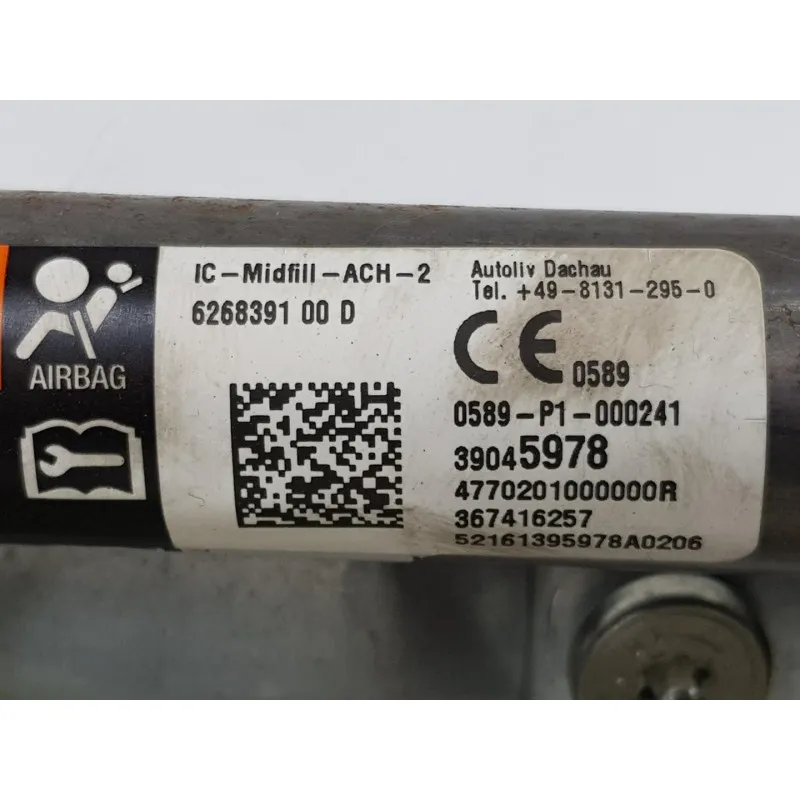 AIRBAG
IC-Midfill-ACH-2
6268391 00 D
Autoliv Dachau
Tel. +49-8131-295-0
CE 0589
0589-P1-000241
39045978
4770201000000R
367416257
52161395978A0206